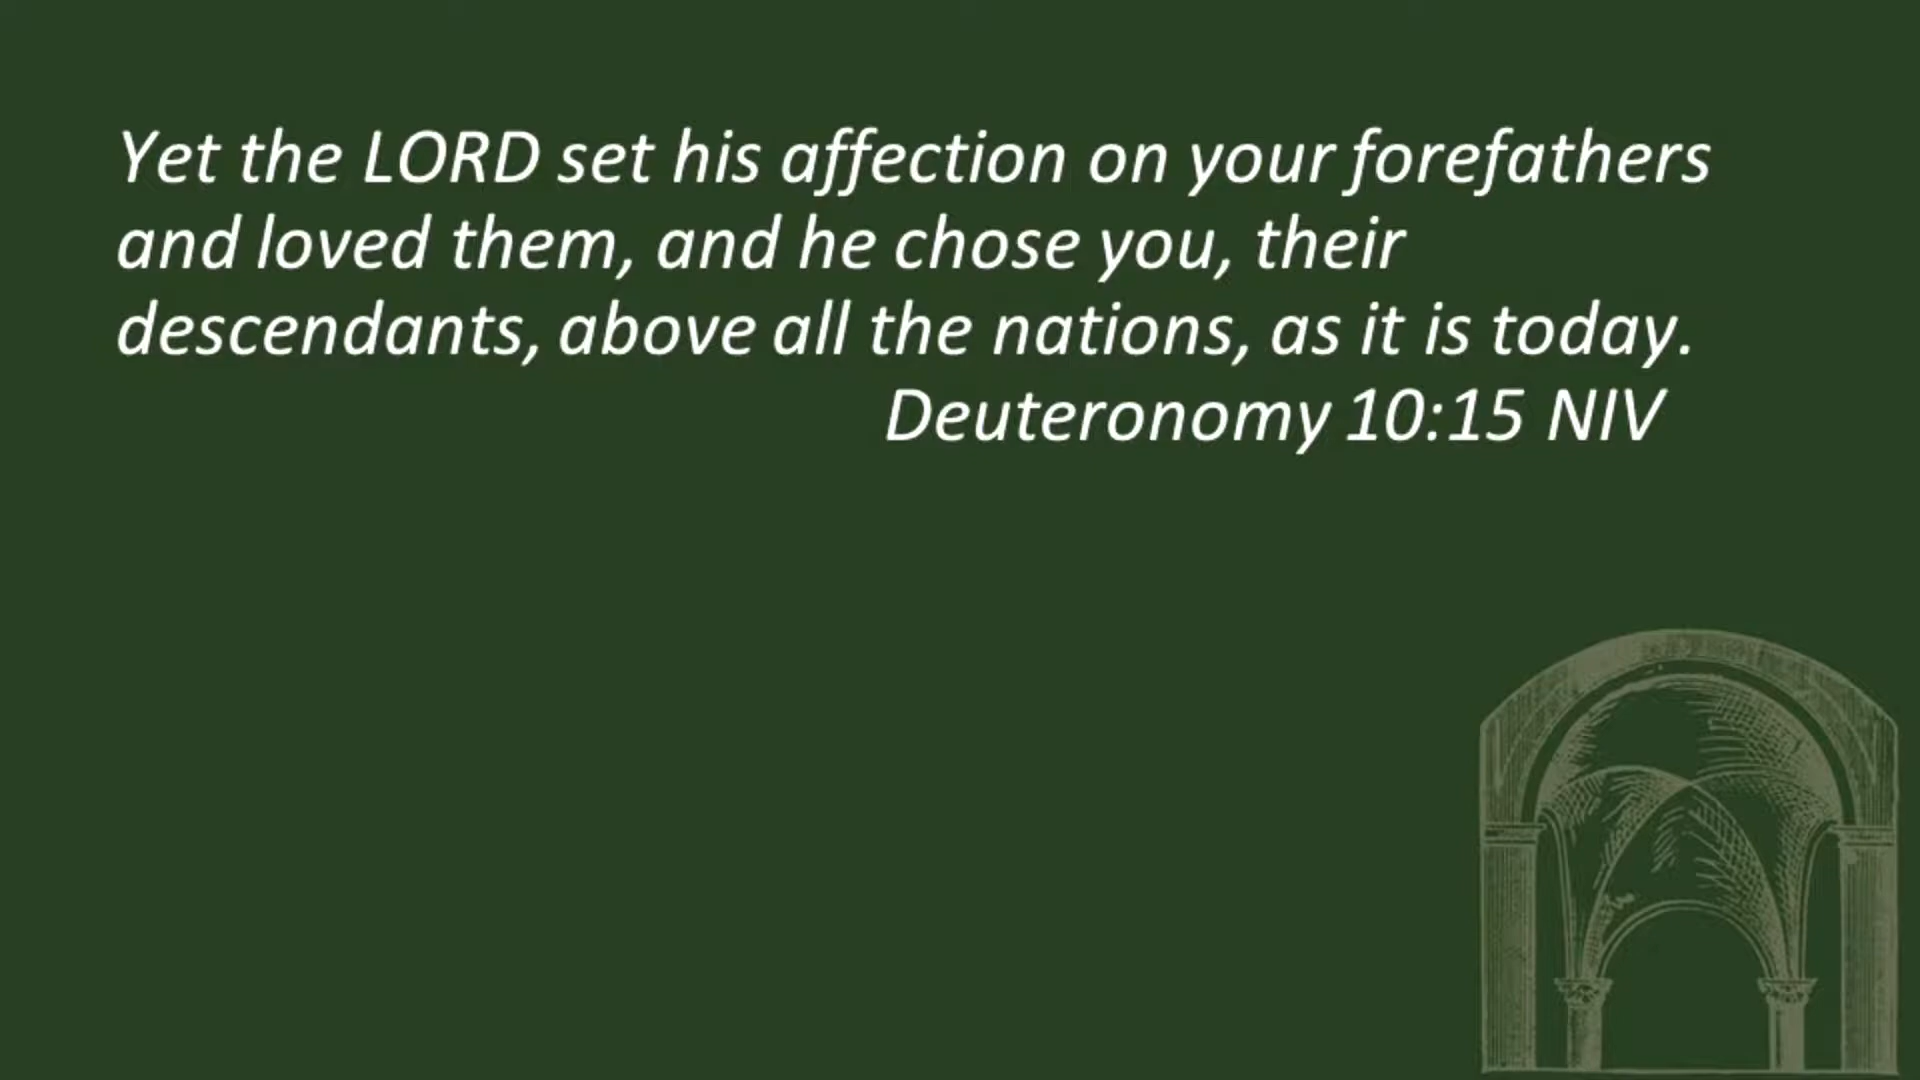 Yet the LORD set his affection on your forefathers
and loved them, and he chose you, their
descendants, above all the nations, as it is today.
Deuteronomy 10:15 NIV